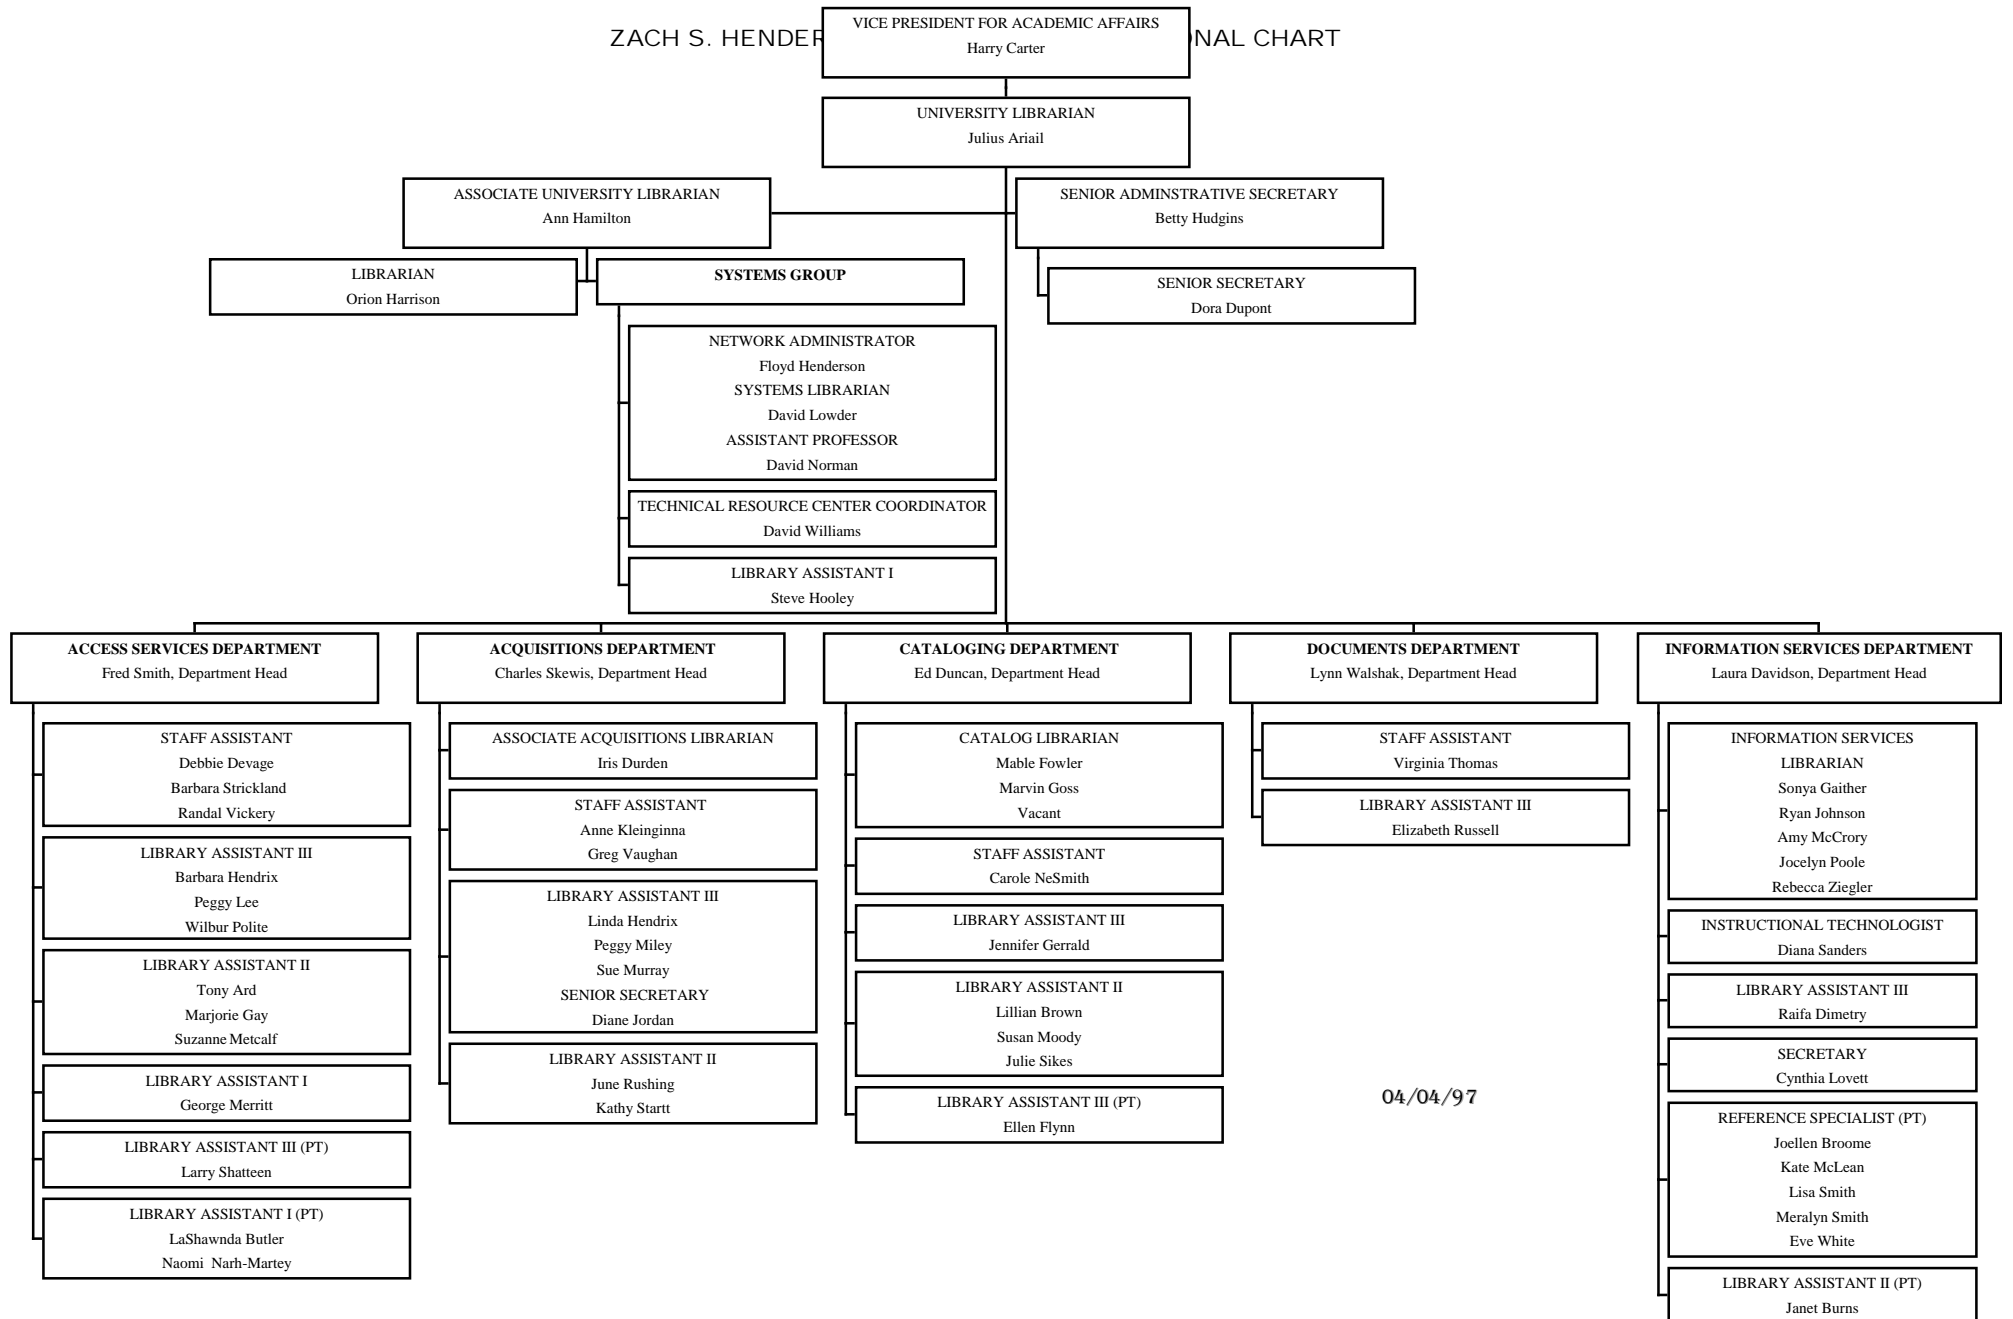 ZACH S. HENDER
NAL CHART
VICE PRESIDENT FOR ACADEMIC AFFAIRS
Harry Carter
UNIVERSITY LIBRARIAN
Julius Ariail
ASSOCIATE UNIVERSITY LIBRARIAN
Ann Hamilton
SENIOR ADMINSTRATIVE SECRETARY
Betty Hudgins
LIBRARIAN
Orion Harrison
SYSTEMS GROUP
SENIOR SECRETARY
Dora Dupont
NETWORK ADMINISTRATOR
Floyd Henderson
SYSTEMS LIBRARIAN
David Lowder
ASSISTANT PROFESSOR
David Norman
TECHNICAL RESOURCE CENTER COORDINATOR
David Williams
LIBRARY ASSISTANT I
Steve Hooley
ACCESS SERVICES DEPARTMENT
Fred Smith, Department Head
STAFF ASSISTANT
Debbie Devage
Barbara Strickland
Randal Vickery
LIBRARY ASSISTANT III
Barbara Hendrix
Peggy Lee
Wilbur Polite
LIBRARY ASSISTANT II
Tony Ard
Marjorie Gay
Suzanne Metcalf
LIBRARY ASSISTANT I
George Merritt
LIBRARY ASSISTANT III (PT)
Larry Shatteen
LIBRARY ASSISTANT I (PT)
LaShawnda Butler
Naomi Narh-Martey
ACQUISITIONS DEPARTMENT
Charles Skewis, Department Head
ASSOCIATE ACQUISITIONS LIBRARIAN
Iris Durden
STAFF ASSISTANT
Anne Kleinginna
Greg Vaughan
LIBRARY ASSISTANT III
Linda Hendrix
Peggy Miley
Sue Murray
SENIOR SECRETARY
Diane Jordan
LIBRARY ASSISTANT II
June Rushing
Kathy Startt
CATALOGING DEPARTMENT
Ed Duncan, Department Head
CATALOG LIBRARIAN
Mable Fowler
Marvin Goss
Vacant
STAFF ASSISTANT
Carole NeSmith
LIBRARY ASSISTANT III
Jennifer Gerrald
LIBRARY ASSISTANT II
Lillian Brown
Susan Moody
Julie Sikes
LIBRARY ASSISTANT III (PT)
Ellen Flynn
DOCUMENTS DEPARTMENT
Lynn Walshak, Department Head
STAFF ASSISTANT
Virginia Thomas
LIBRARY ASSISTANT III
Elizabeth Russell
04/04/97
INFORMATION SERVICES DEPARTMENT
Laura Davidson, Department Head
INFORMATION SERVICES
LIBRARIAN
Sonya Gaither
Ryan Johnson
Amy McCrory
Jocelyn Poole
Rebecca Ziegler
INSTRUCTIONAL TECHNOLOGIST
Diana Sanders
LIBRARY ASSISTANT III
Raifa Dimetry
SECRETARY
Cynthia Lovett
REFERENCE SPECIALIST (PT)
Joellen Broome
Kate McLean
Lisa Smith
Meralyn Smith
Eve White
LIBRARY ASSISTANT II (PT)
Janet Burns